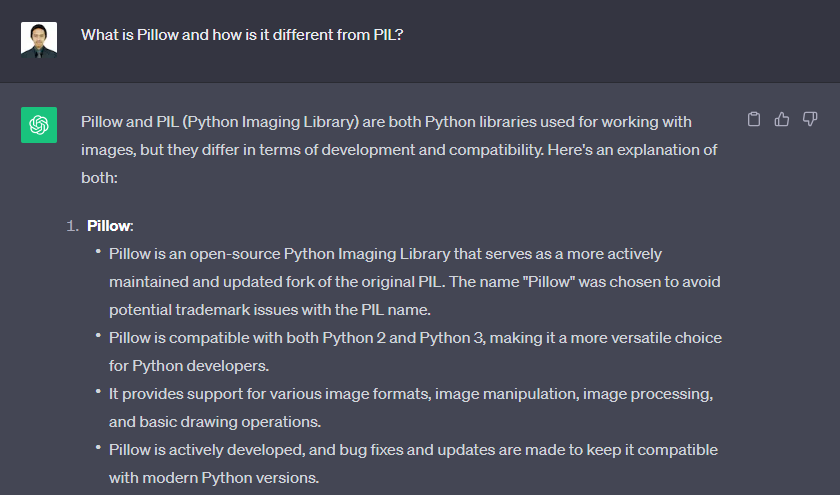 What is Pillow and how is it different from PIL?
Pillow and PIL (Python Imaging Library) are both Python libraries used for working with
images, but they differ in terms of development and compatibility. Here's an explanation of
both:
1. Pillow:
• Pillow is an open-source Python Imaging Library that serves as a more actively
maintained and updated fork of the original PIL. The name "Pillow" was chosen to avoid
potential trademark issues with the PIL name.
• Pillow is compatible with both Python 2 and Python 3, making it a more versatile choice
for Python developers.
• It provides support for various image formats, image manipulation, image processing,
and basic drawing operations.
• Pillow is actively developed, and bug fixes and updates are made to keep it compatible
with modern Python versions.